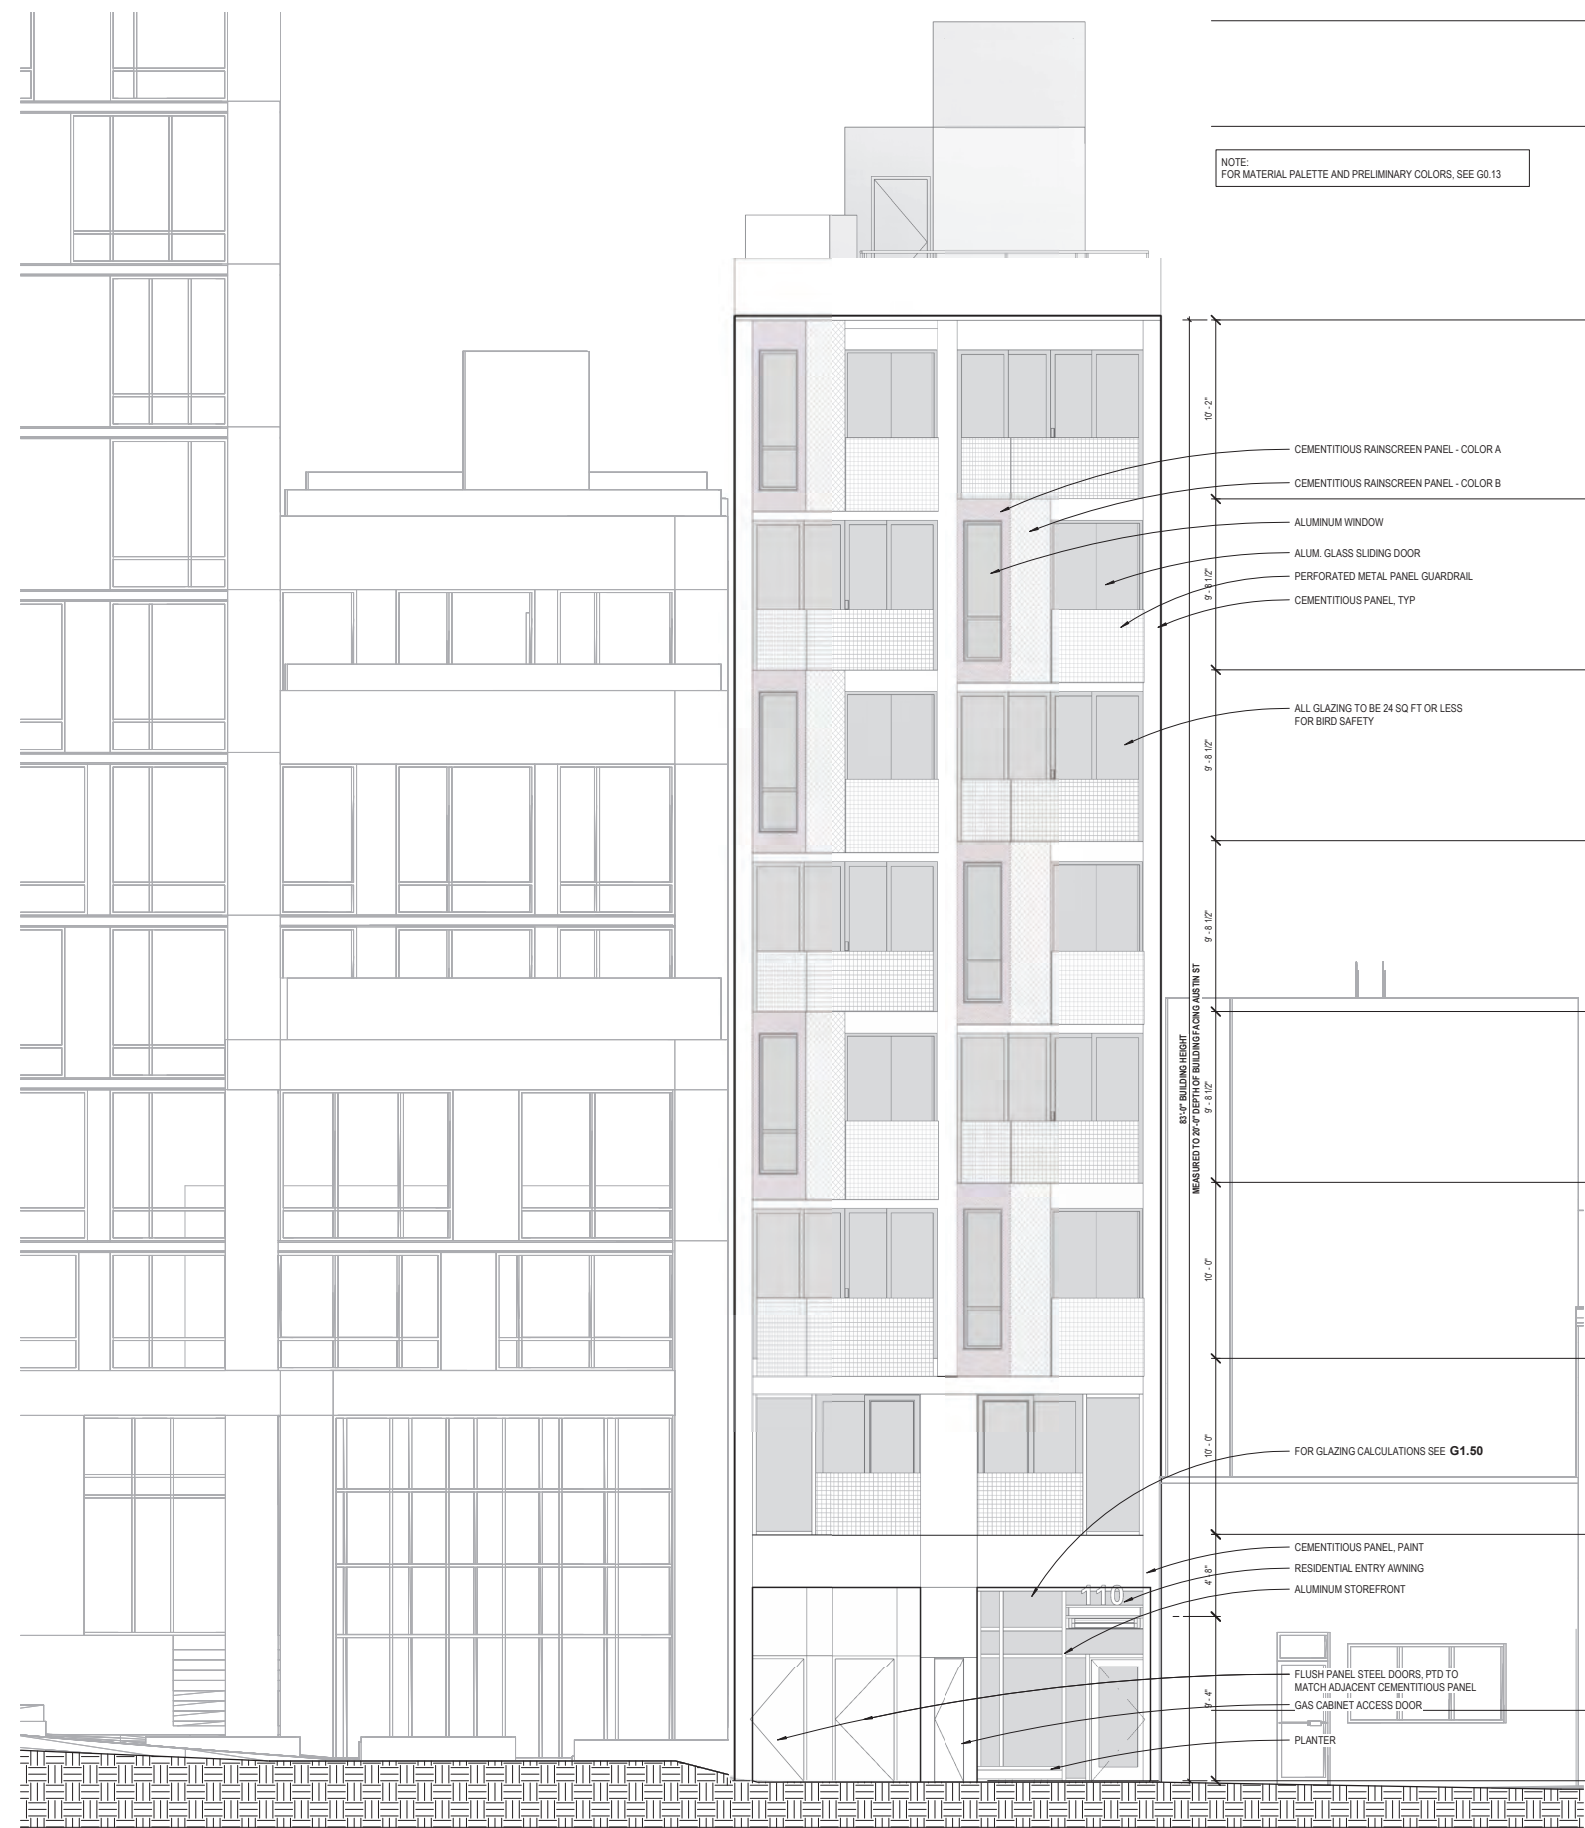 NOTE:
FOR MATERIAL PALETTE AND PRELIMINARY COLORS, SEE G0.13
10' - 2"
CEMENTITIOUS RAINSCREEN PANEL - COLOR A
CEMENTITIOUS RAINSCREEN PANEL - COLOR B
ALUMINUM WINDOW
ALUM. GLASS SLIDING DOOR
PERFORATED METAL PANEL GUARDRAIL
9' - 8 1/2"
CEMENTITIOUS PANEL, TYP
ALL GLAZING TO BE 24 SQ FT OR LESS
FOR BIRD SAFETY
9' - 8 1/2"
9' - 8 1/2"
83'-0" BUILDING HEIGHT
MEASURED TO 20'-0" DEPTH OF BUILDING FACING AUSTIN ST
9' - 8 1/2"
10' - 0"
10' - 0"
FOR GLAZING CALCULATIONS SEE G1.50
CEMENTITIOUS PANEL, PAINT
RESIDENTIAL ENTRY AWNING
4' - 8"
ALUMINUM STOREFRONT
110
FLUSH PANEL STEEL DOORS, PTD TO
MATCH ADJACENT CEMENTITIOUS PANEL
9' - 4"
GAS CABINET ACCESS DOOR
PLANTER